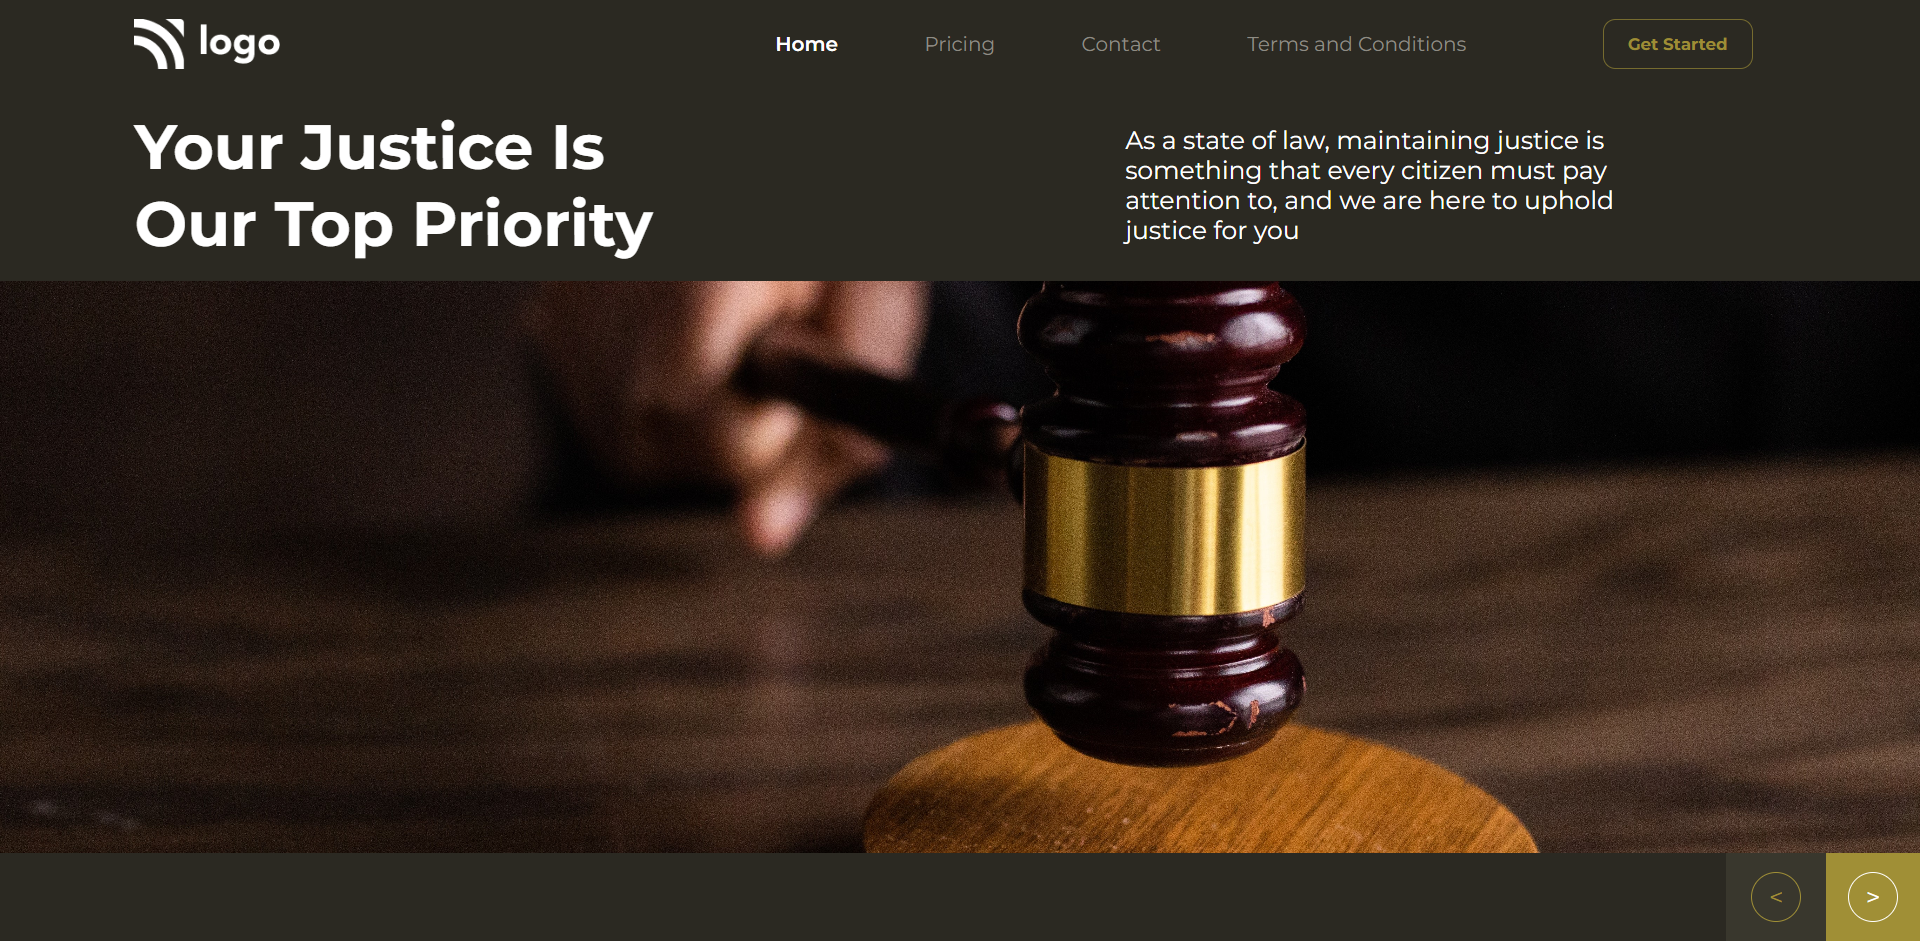 logo
Home
Pricing
Contact
Terms and Conditions
Get Started
Your Justice Is
Our Top Priority
As a state of law, maintaining justice is
something that every citizen must pay
attention to, and we are here to uphold
justice for you
<
>